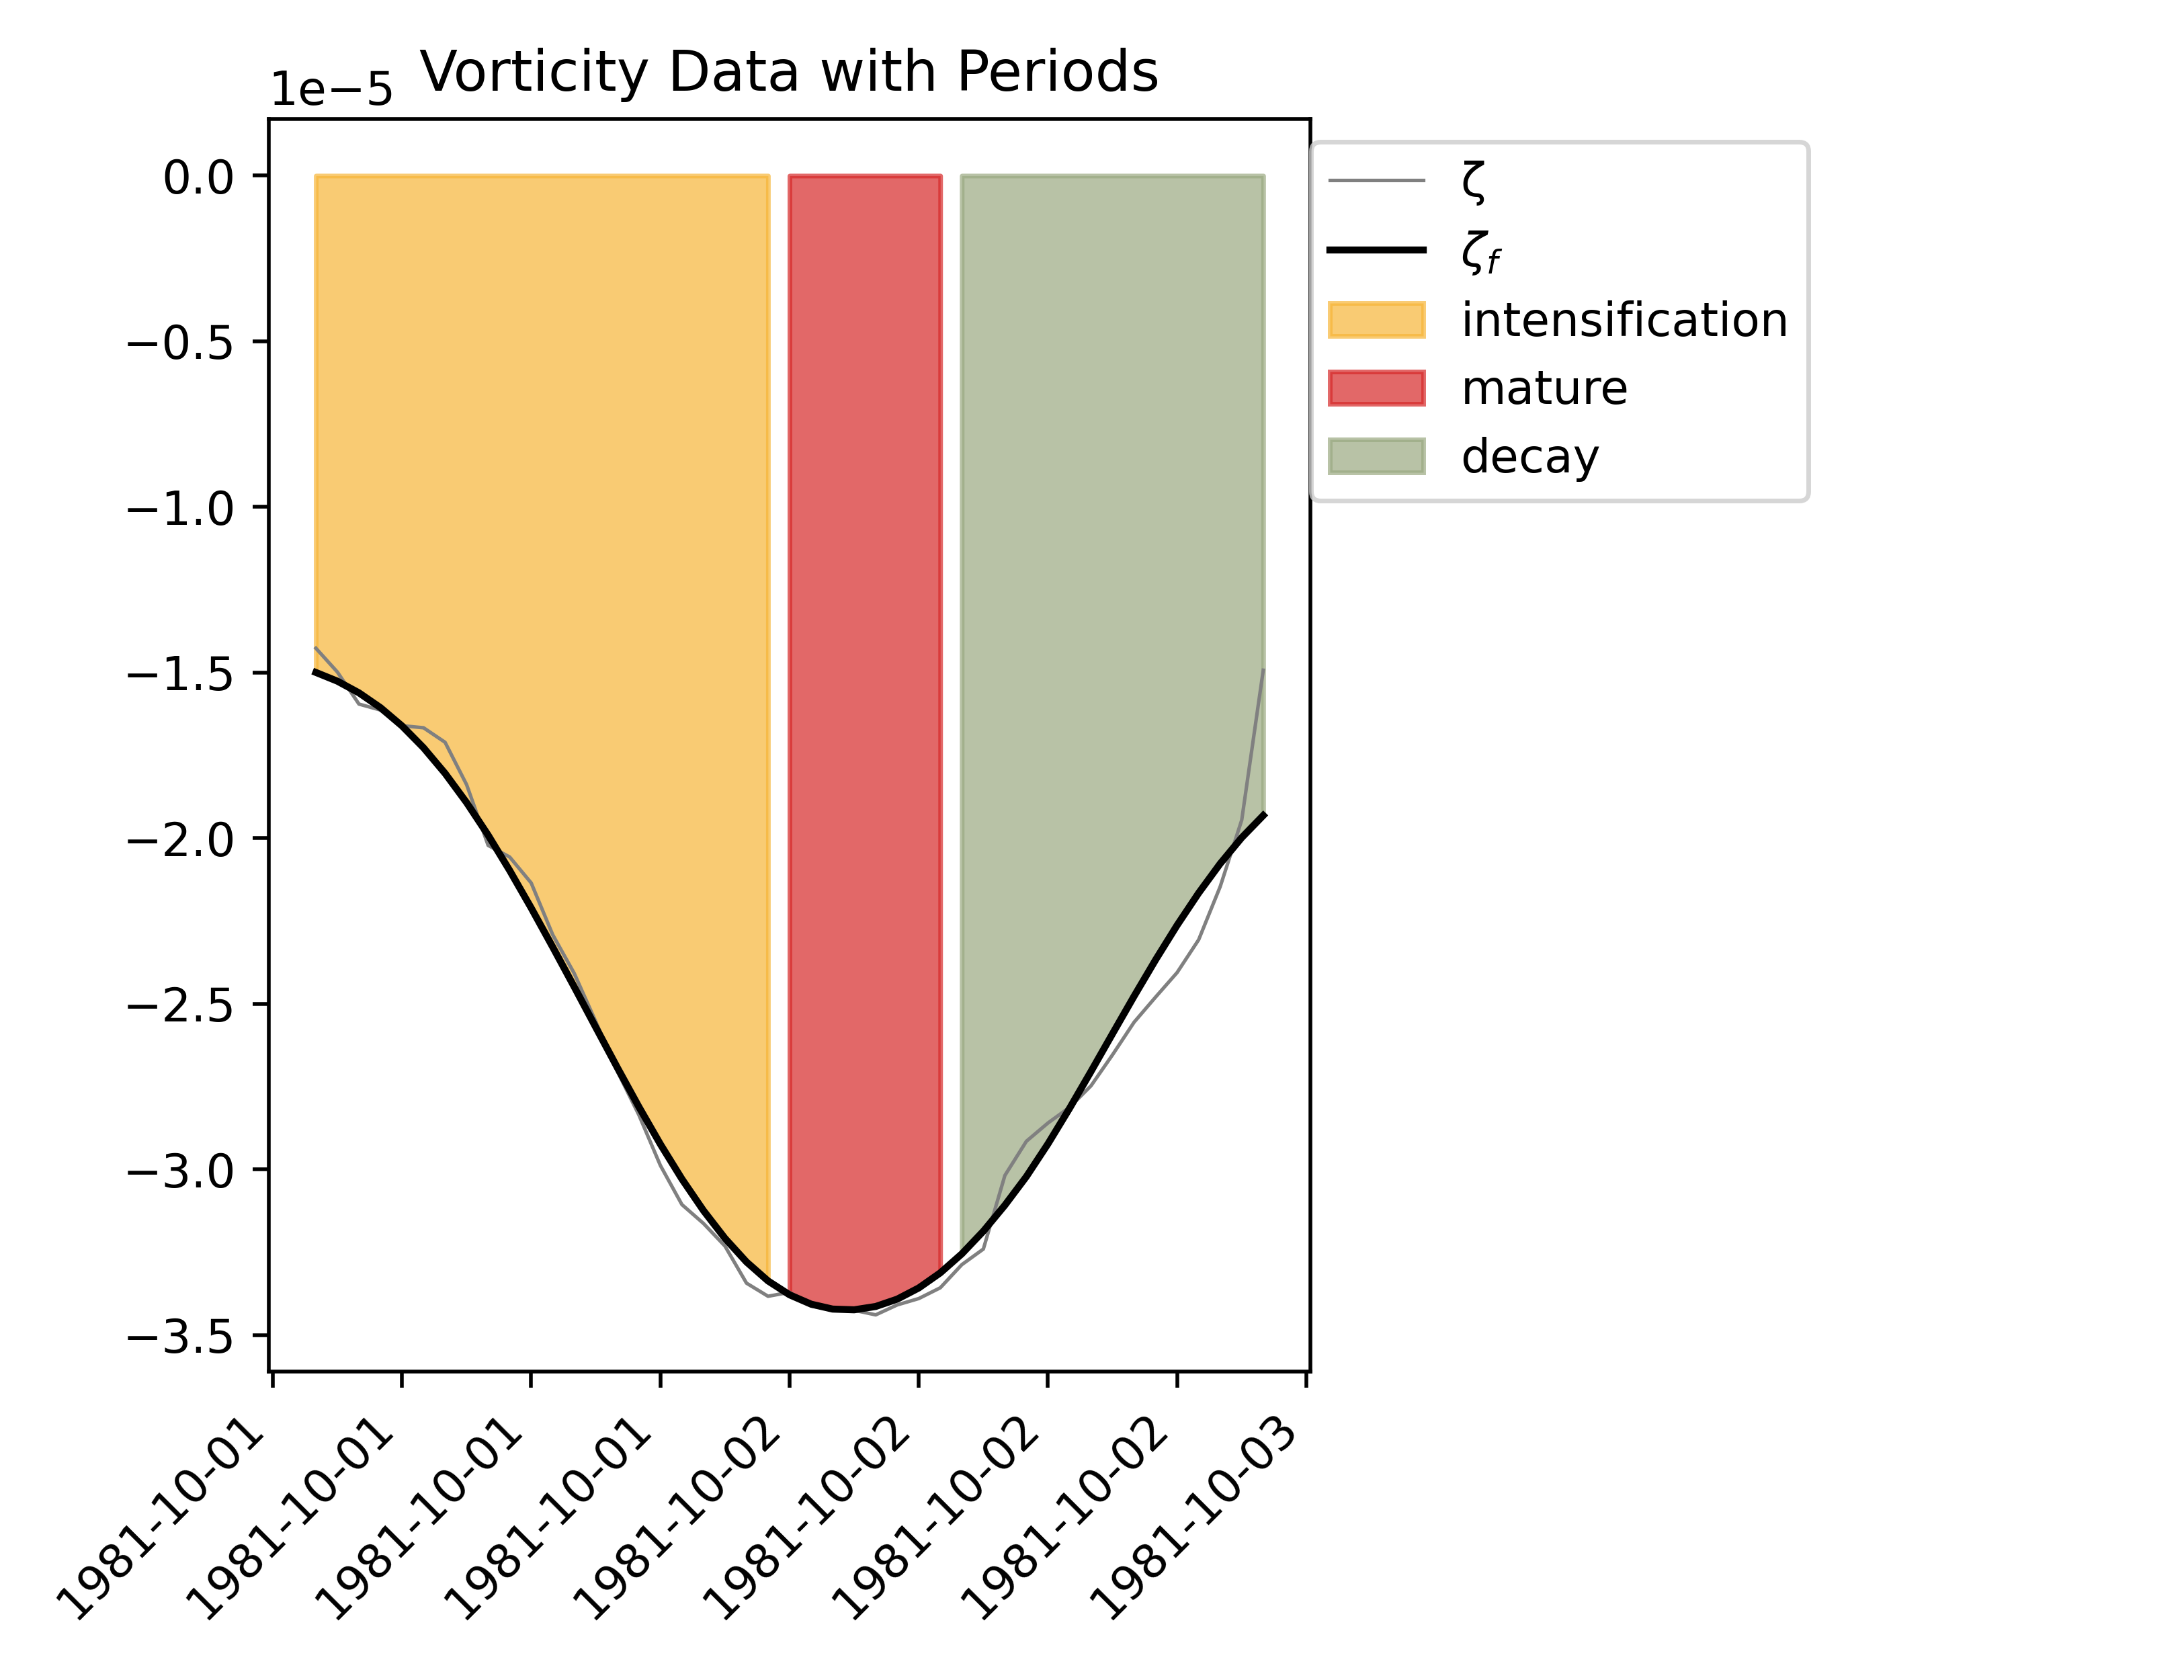 Vorticity Data with Periods
1e−5
0.0
−0.5
−1.0
−1.5
−2.0
−2.5
−3.0
−3.5
1981-10-01
1981-10-01
1981-10-01
1981-10-01
1981-10-02
1981-10-02
1981-10-02
1981-10-02
1981-10-03
ζ
ζf
intensification
mature
decay